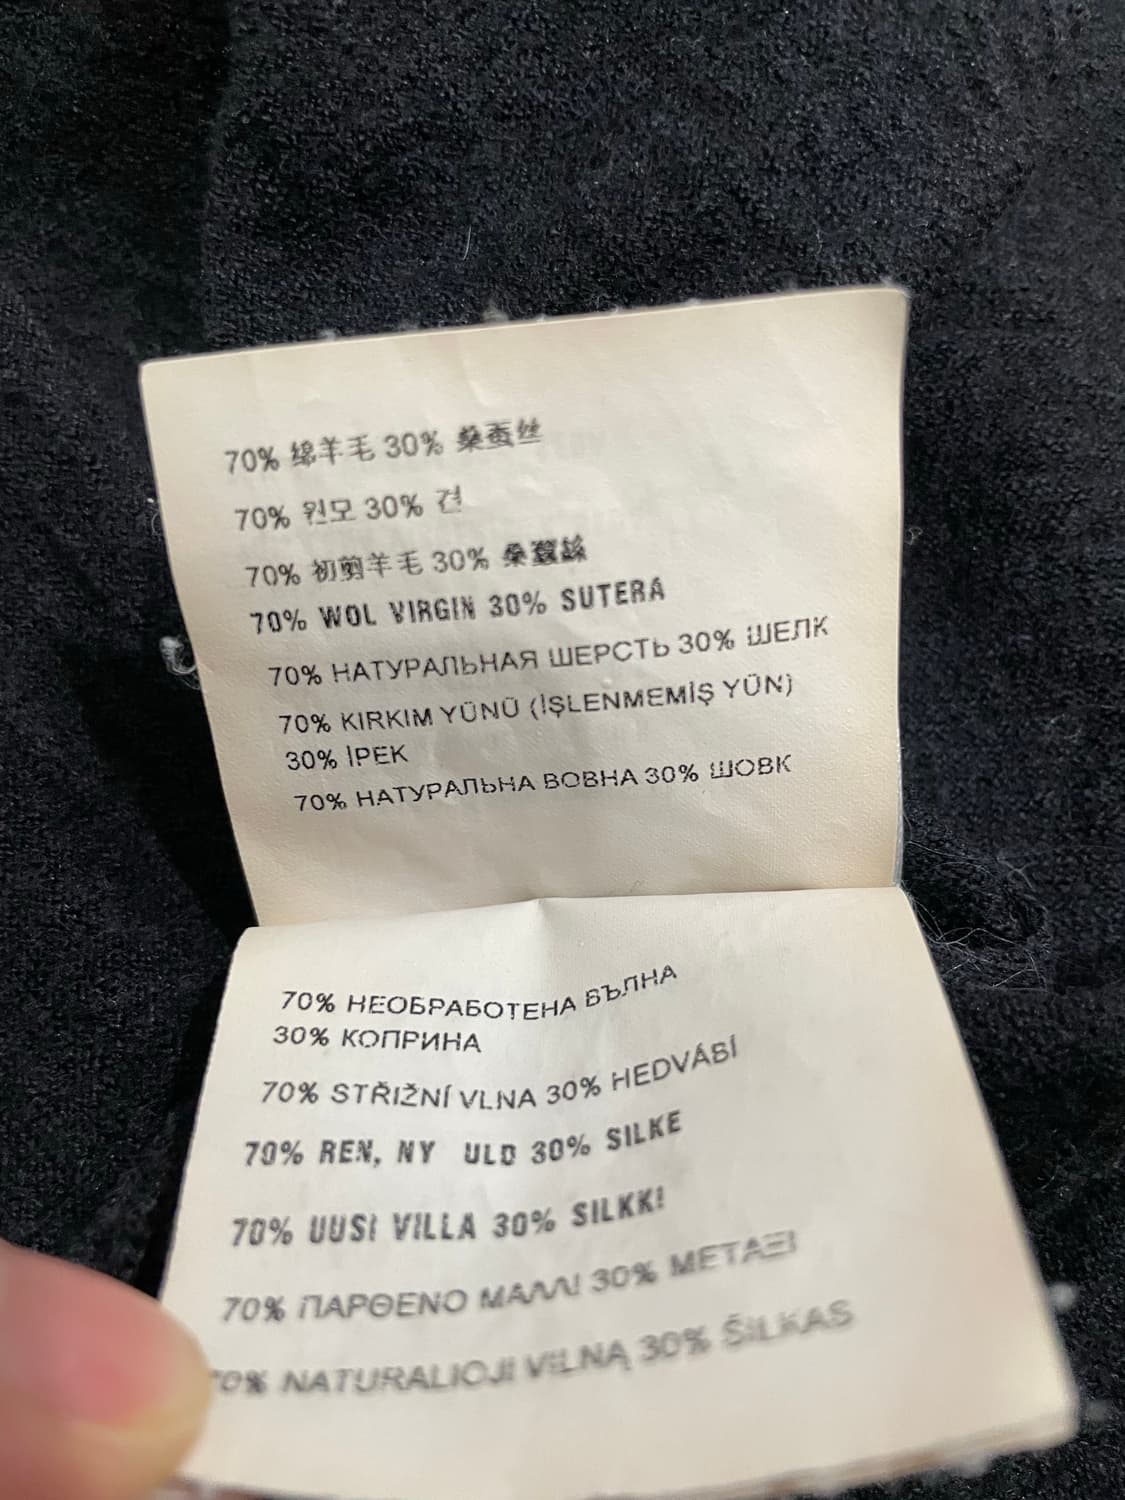 70% 绵羊毛 30% 桑蚕丝
70% 원모 30% 견
70% 初剪羊毛 30% 桑蠶絲
70% WOL VIRGIN 30% SUTERA
70% НАТУРАЛЬНАЯ ШЕРСТЬ 30% ШЕЛК
70% KIRKIM YÜNÜ (İŞLENMEMİŞ YÜN)
30% İPEK
70% НАТУРАЛЬНА ВОВНА 30% ШОВК
70% НЕОБРАБОТЕНА ВЪЛНА
30% КОПРИНА
70% STŘIŽNÍ VLNA 30% HEDVÁBÍ
70% REN, NY ULD 30% SILKE
70% UUSI VILLA 30% SILKKI
70% ΠΑΡΘΕΝΟ ΜΑΛΛΙ 30% ΜΕΤΑΞΙ
70% NATURALIOJI VILNĄ 30% ŠILKAS